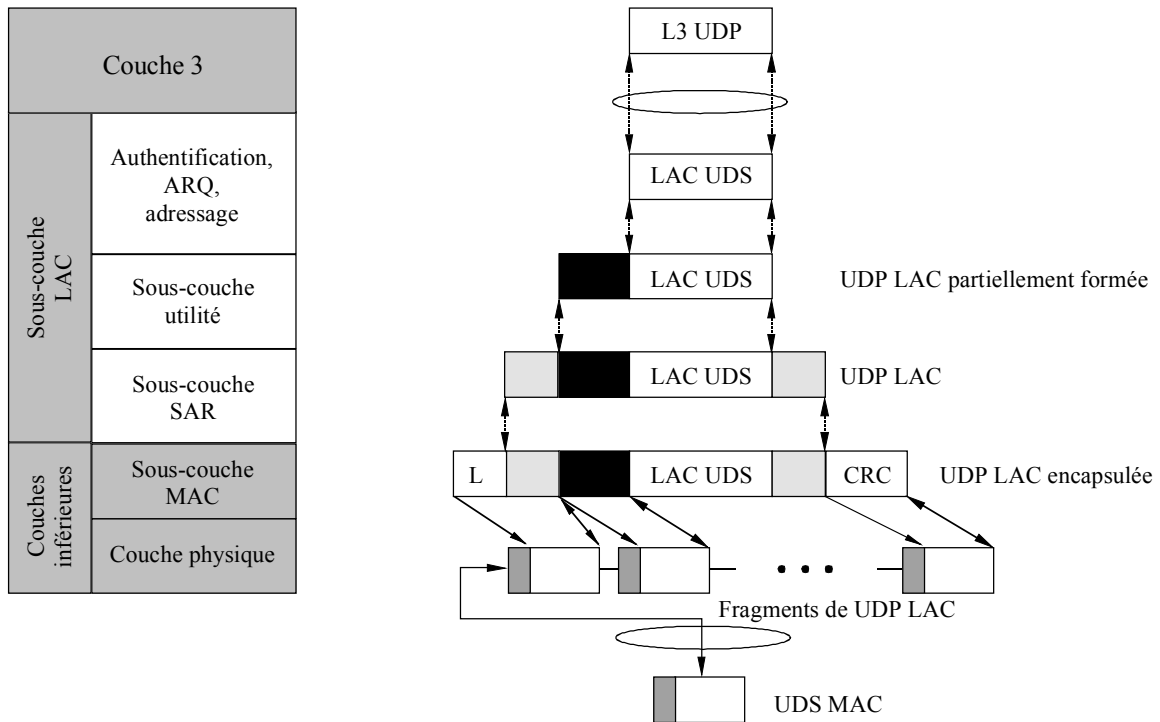 Couche 3
Sous-couche
LAC
Authentification,
ARQ,
adressage
Sous-couche
utilité
Sous-couche
SAR
Couches
inférieures
Sous-couche
MAC
Couche physique
L3 UDP
LAC UDS
LAC UDS
UDP LAC partiellement formée
LAC UDS
UDP LAC
L
LAC UDS
CRC
UDP LAC encapsulée
Fragments de UDP LAC
UDS MAC